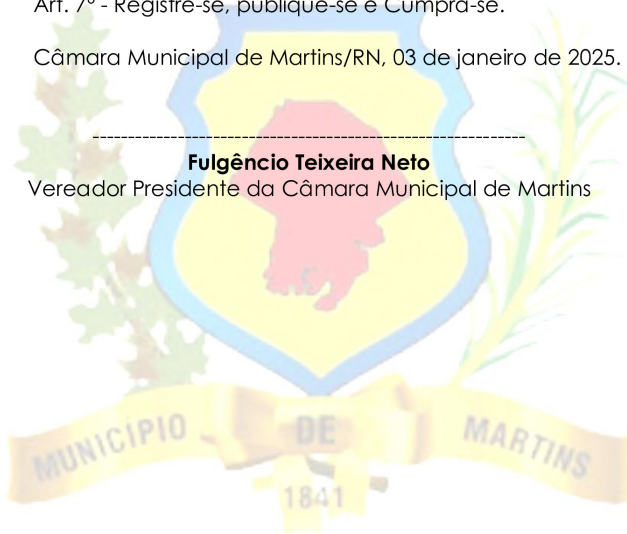 Art. 7º - Registre-se, publique-se e Cumpra-se.
Câmara Municipal de Martins/RN, 03 de janeiro de 2025.
--------------------------------------------------------------
Fulgêncio Teixeira Neto
Vereador Presidente da Câmara Municipal de Martins
MUNICÍPIO DE MARTINS
1841